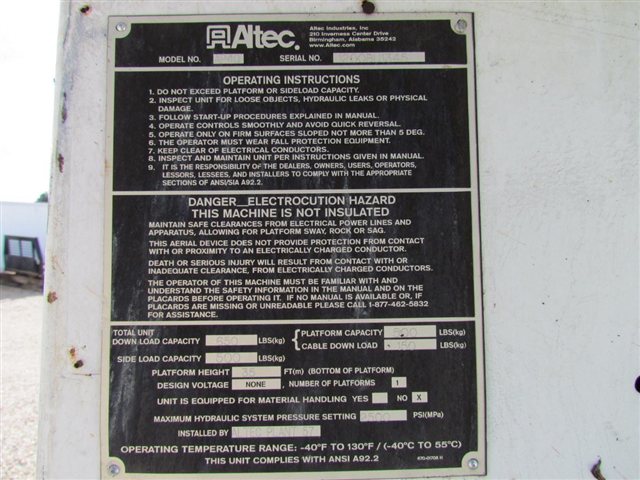 Altec.
Altec Industries, Inc
210 Inverness Center Drive
Birmingham, Alabama 35242
www.Altec.com
MODEL NO. SERIAL NO.
OPERATING INSTRUCTIONS
1. DO NOT EXCEED PLATFORM OR SIDELOAD CAPACITY.
2. INSPECT UNIT FOR LOOSE OBJECTS, HYDRAULIC LEAKS OR PHYSICAL
DAMAGE.
3. FOLLOW START-UP PROCEDURES EXPLAINED IN MANUAL.
4. OPERATE CONTROLS SMOOTHLY AND AVOID QUICK REVERSAL.
5. OPERATE ONLY ON FIRM SURFACES SLOPED NOT MORE THAN 5 DEG.
6. THE OPERATOR MUST WEAR FALL PROTECTION EQUIPMENT.
7. KEEP CLEAR OF ELECTRICAL CONDUCTORS.
8. INSPECT AND MAINTAIN UNIT PER INSTRUCTIONS GIVEN IN MANUAL.
9. IT IS THE RESPONSIBILITY OF THE DEALERS, OWNERS, USERS, OPERATORS,
LESSORS, LESSEES, AND INSTALLERS TO COMPLY WITH THE APPROPRIATE
SECTIONS OF ANSI/SIA A92.2.
DANGER ELECTROCUTION HAZARD
THIS MACHINE IS NOT INSULATED
MAINTAIN SAFE CLEARANCES FROM ELECTRICAL POWER LINES AND
APPARATUS, ALLOWING FOR PLATFORM SWAY, ROCK OR SAG.
THIS AERIAL DEVICE DOES NOT PROVIDE PROTECTION FROM CONTACT
WITH OR PROXIMITY TO AN ELECTRICALLY CHARGED CONDUCTOR.
DEATH OR SERIOUS INJURY WILL RESULT FROM CONTACT WITH OR
INADEQUATE CLEARANCE, FROM ELECTRICALLY CHARGED CONDUCTORS.
THE OPERATOR OF THIS MACHINE MUST BE FAMILIAR WITH AND
UNDERSTAND THE SAFETY INFORMATION IN THE MANUAL AND ON THE
PLACARDS BEFORE OPERATING IT. IF NO MANUAL IS AVAILABLE OR, IF
PLACARDS ARE MISSING OR UNREADABLE PLEASE CALL 1-877-462-5832
FOR ASSISTANCE.
TOTAL UNIT
DOWN LOAD CAPACITY 650 LBS(kg) { PLATFORM CAPACITY LBS(kg)
CABLE DOWN LOAD 350 LBS(kg)
SIDE LOAD CAPACITY 500 LBS(kg)
PLATFORM HEIGHT 35 FT(m) (BOTTOM OF PLATFORM)
DESIGN VOLTAGE NONE , NUMBER OF PLATFORMS 1
UNIT IS EQUIPPED FOR MATERIAL HANDLING YES NO X
MAXIMUM HYDRAULIC SYSTEM PRESSURE SETTING 2500 PSI(MPa)
INSTALLED BY ALTEC PLANT 87
OPERATING TEMPERATURE RANGE: -40°F TO 130°F / (-40°C TO 55°C)
THIS UNIT COMPLIES WITH ANSI A92.2